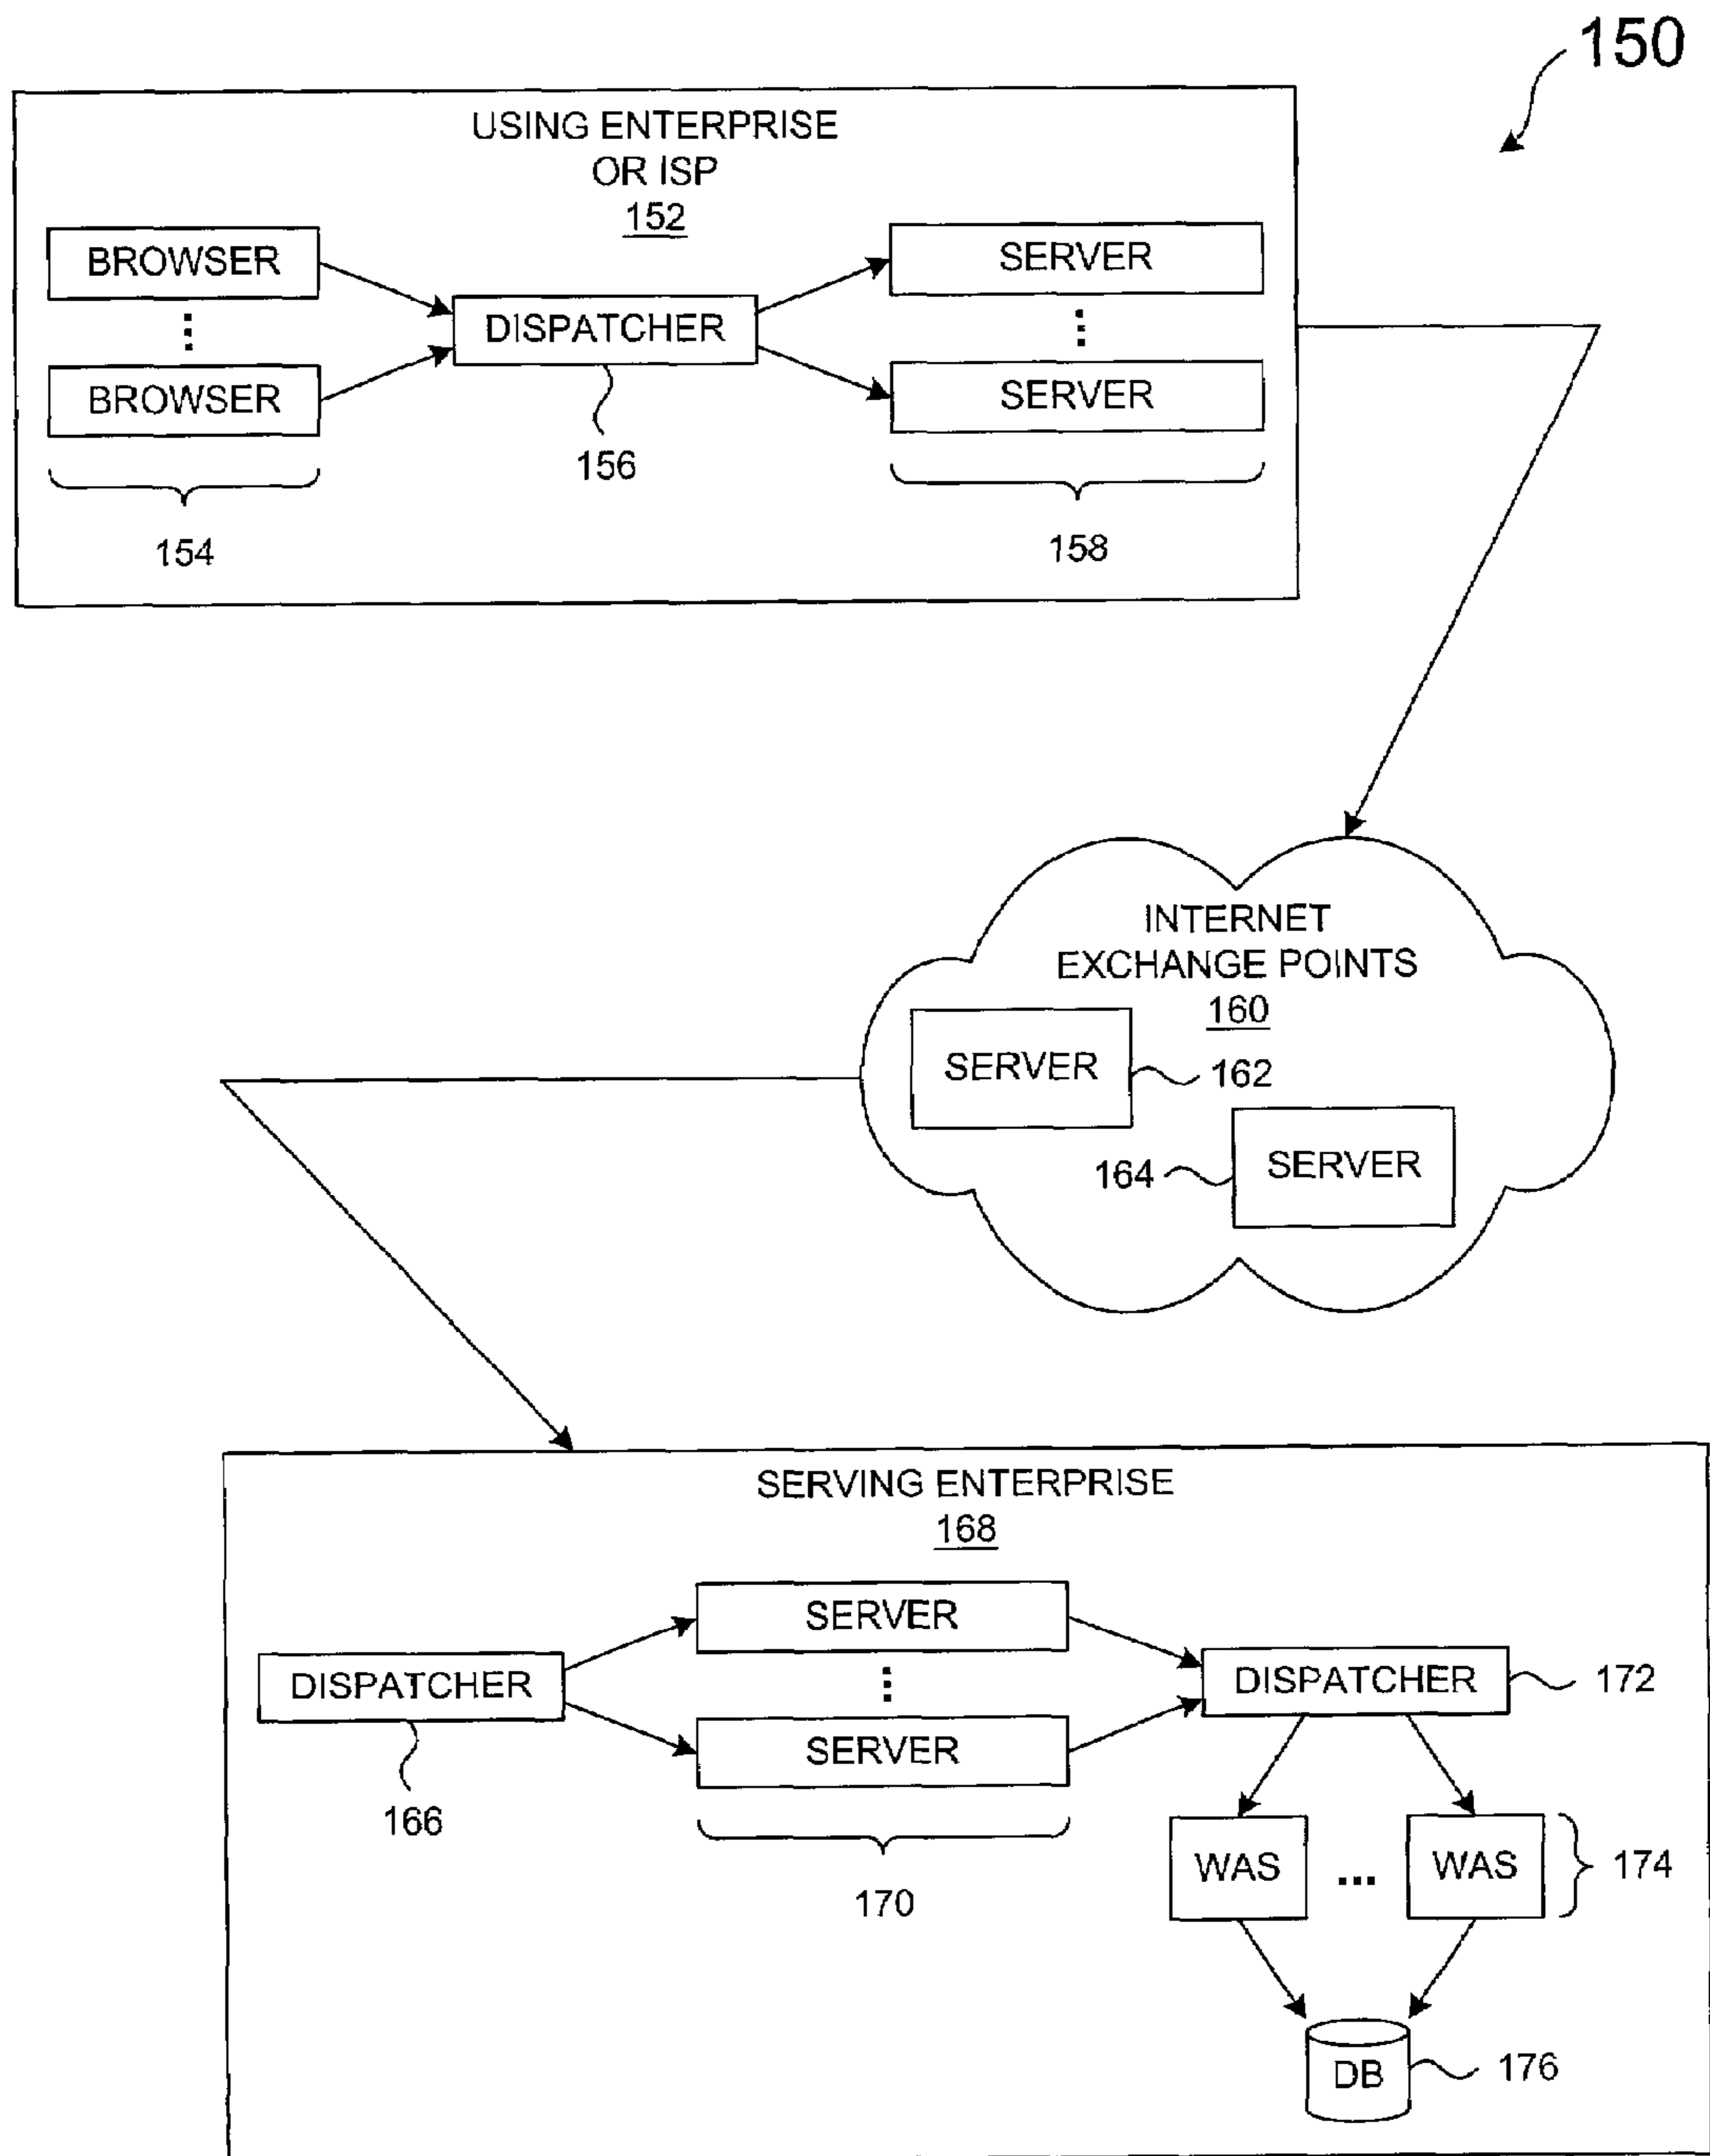 150
USING ENTERPRISE
OR ISP
152
BROWSER
SERVER
⋮
DISPATCHER
⋮
BROWSER
SERVER
156
154
158
INTERNET
EXCHANGE POINTS
160
SERVER
162
164
SERVER
SERVING ENTERPRISE
168
SERVER
DISPATCHER
⋮
DISPATCHER
172
SERVER
166
170
WAS
...
WAS
174
DB
176